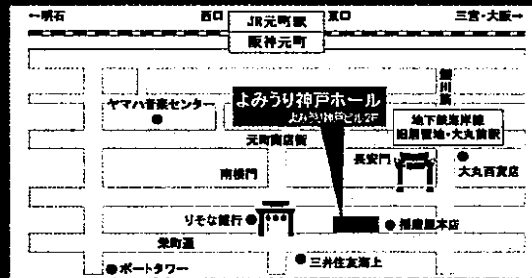 ←明石
西口
JR元町駅
東口
三宮・大阪→
阪神元町
鯉川筋
ヤマハ音楽センター
よみうり神戸ホール
よみうり神戸ビル2F
地下鉄海岸線
旧居留地・大丸前駅
元町商店街
長安門
南楼門
大丸百貨店
りそな銀行
播磨屋本店
栄町通
三井住友海上
ポートタワー